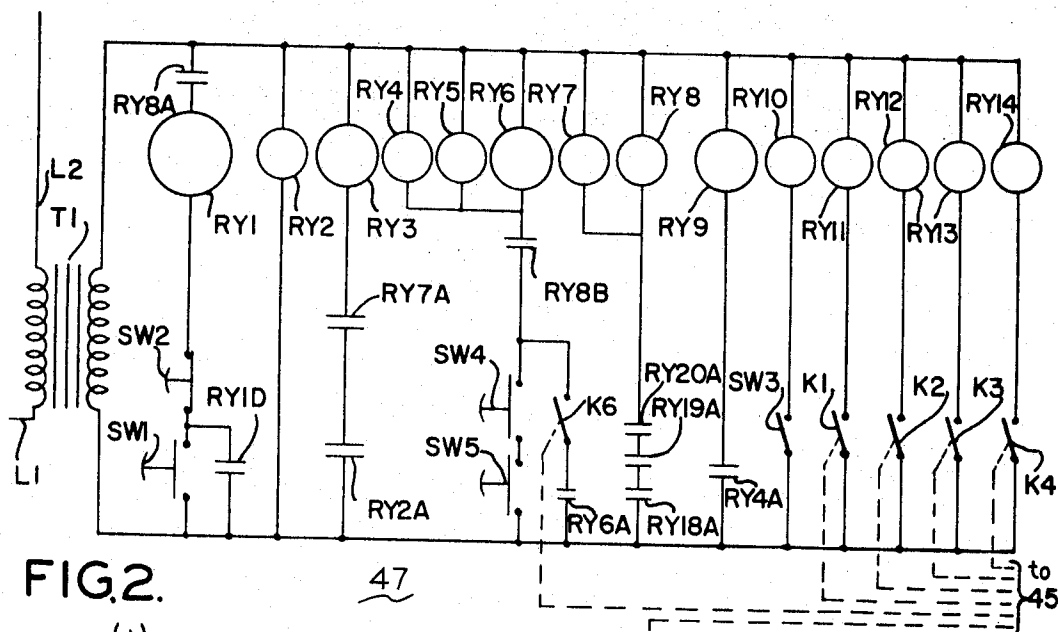 RY8A
RY4
RY5
RY6
RY7
RY8
RY10
RY12
RY14
L2
T1
RY1
RY2
RY3
RY9
RY11
RY13
RY8B
RY7A
SW2
SW4
RY20A
RY19A
SW3
K1
K2
K3
K6
RY1D
SW1
SW5
L1
RY2A
RY6A
RY18A
RY4A
K4
FIG.2.
47
to
45